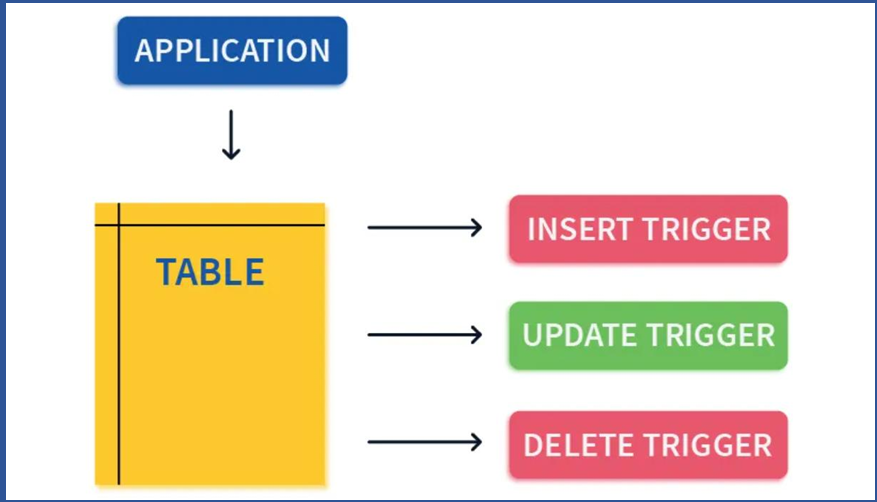 APPLICATION
TABLE
INSERT TRIGGER
UPDATE TRIGGER
DELETE TRIGGER